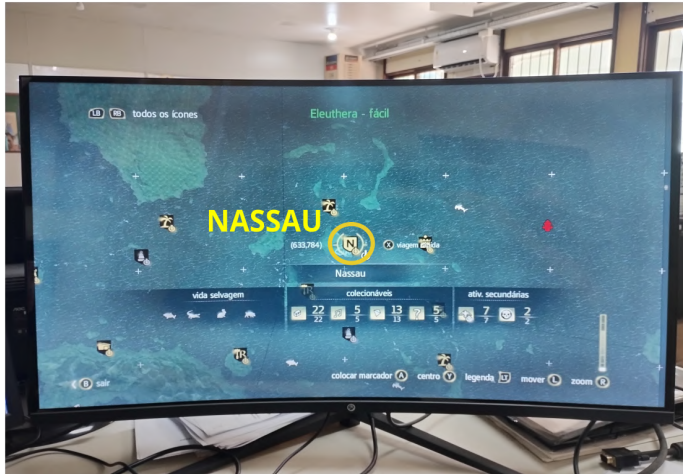 LB RB todos os ícones
Eleuthera - fácil
NASSAU
(633,784)
N
X viagem
Nassau
vida selvagem
colecionáveis
ativ. secundárias
22 5 13 5 7 2
22 5 13 5 7 2
B sair
colocar marcador A centro Y legenda LT mover L zoom R